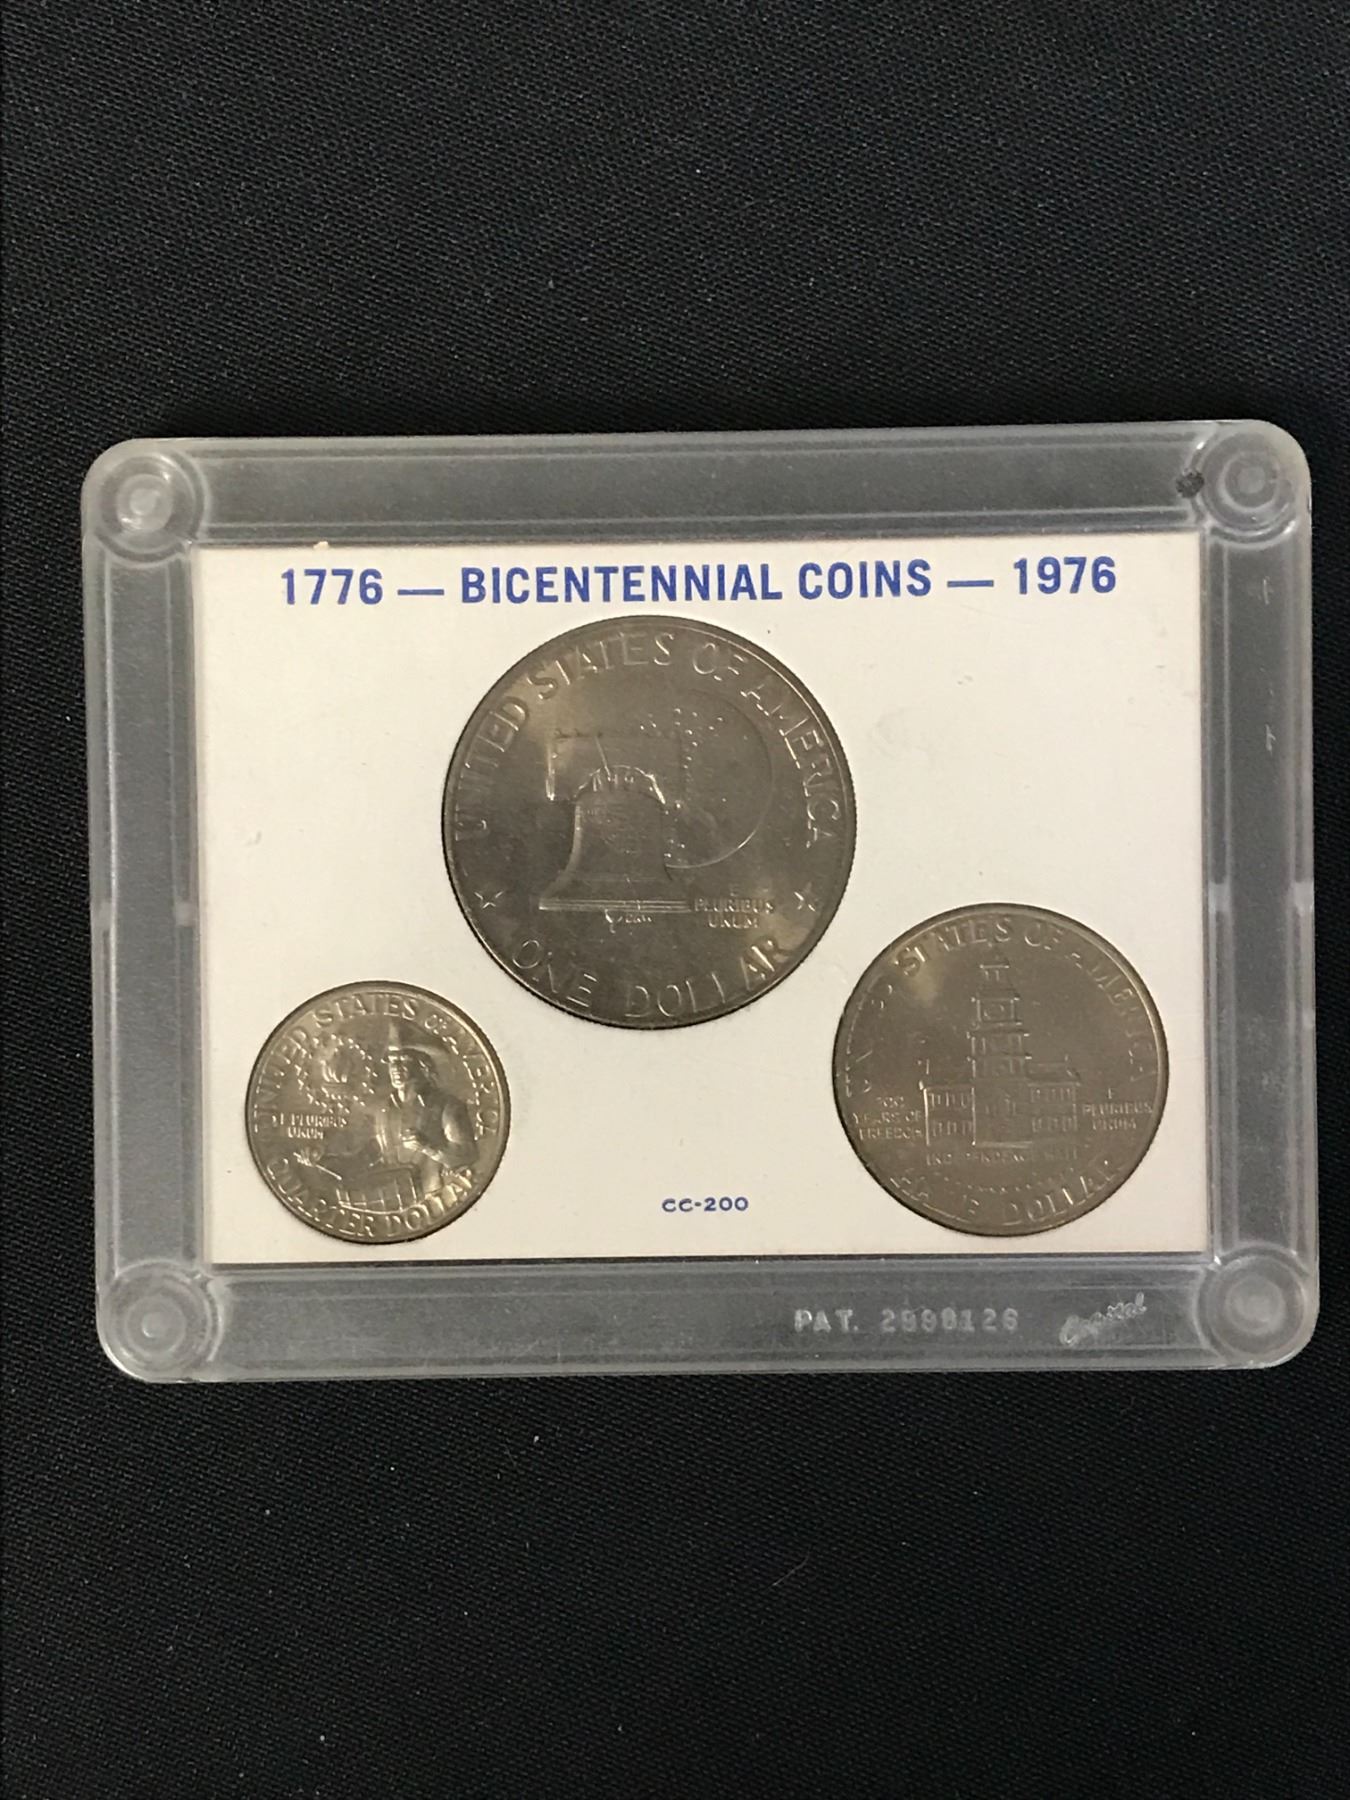 1776 — BICENTENNIAL COINS — 1976
UNITED STATES OF AMERICA
E
PLURIBUS
UNUM
ONE DOLLAR
UNITED STATES OF AMERICA
E PLURIBUS
UNUM
QUARTER DOLLAR
STATES OF AMERICA
200
YEARS OF
FREEDOM
E
PLURIBUS
UNUM
INDEPENDENCE HALL
HALF DOLLAR
CC-200
PAT. 2998126
Capital